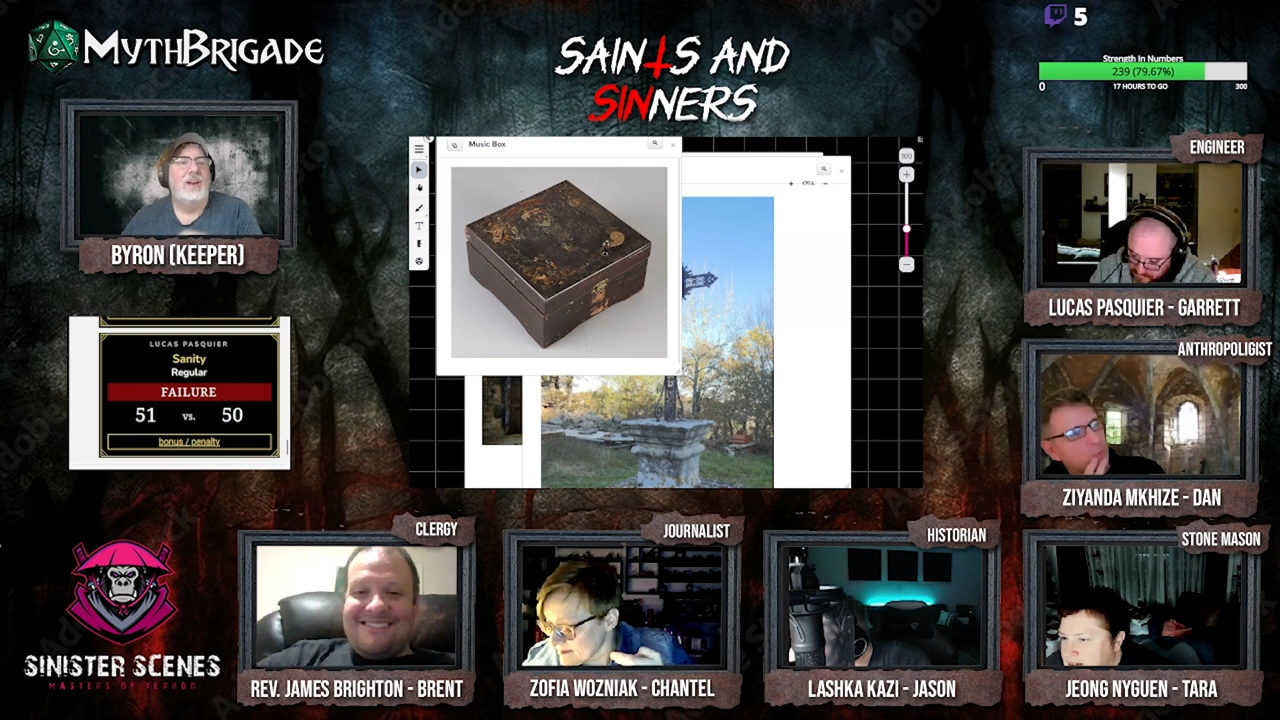 MYTHBRIGADE
SAINTS AND
SINNERS
5
Strength In Numbers
239 (79.67%)
0
17 HOURS TO GO
300
BYRON (KEEPER)
Music Box
100
ENGINEER
LUCAS PASQUIER - GARRETT
LUCAS PASQUIER
Sanity
Regular
FAILURE
51 vs. 50
bonus / penalty
ANTHROPOLIGIST
ZIYANDA MKHIZE - DAN
CLERGY
REV. JAMES BRIGHTON - BRENT
JOURNALIST
ZOFIA WOZNIAK - CHANTEL
HISTORIAN
LASHKA KAZI - JASON
STONE MASON
JEONG NYGUEN - TARA
SINISTER SCENES
MASTERS OF TERROR